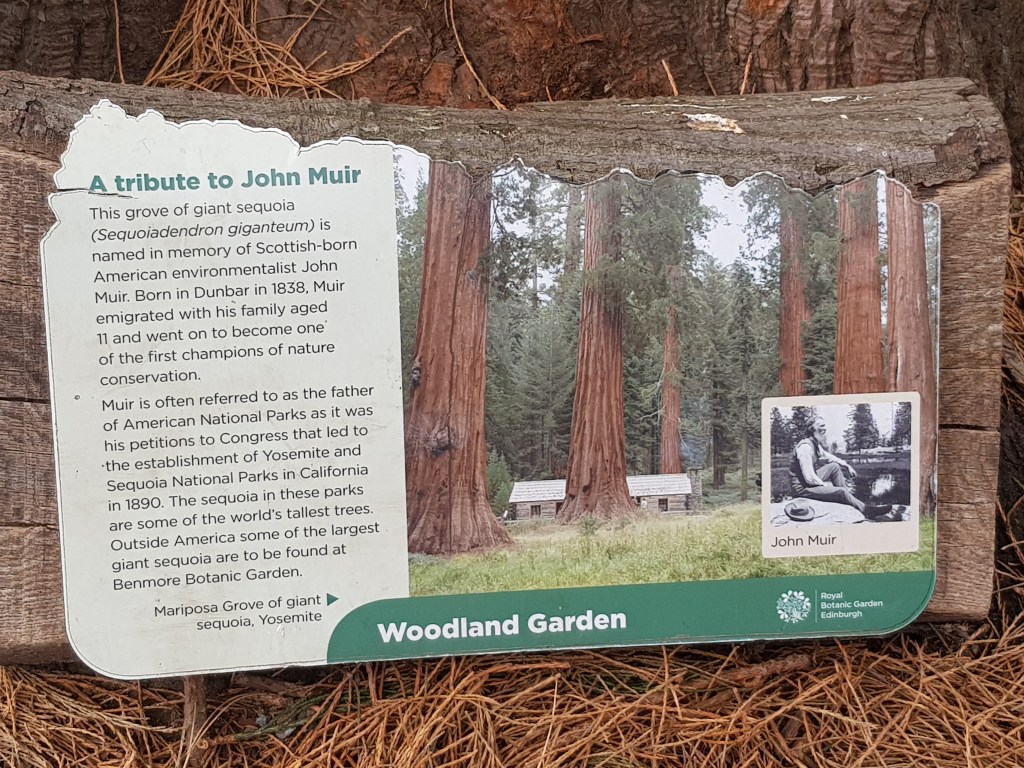 A tribute to John Muir
This grove of giant sequoia
(Sequoiadendron giganteum) is
named in memory of Scottish-born
American environmentalist John
Muir. Born in Dunbar in 1838, Muir
emigrated with his family aged
11 and went on to become one
of the first champions of nature
conservation.
Muir is often referred to as the father
of American National Parks as it was
his petitions to Congress that led to
the establishment of Yosemite and
Sequoia National Parks in California
in 1890. The sequoia in these parks
are some of the world's tallest trees.
Outside America some of the largest
giant sequoia are to be found at
Benmore Botanic Garden.
Mariposa Grove of giant
sequoia, Yosemite
John Muir
Woodland Garden
Royal
Botanic Garden
Edinburgh